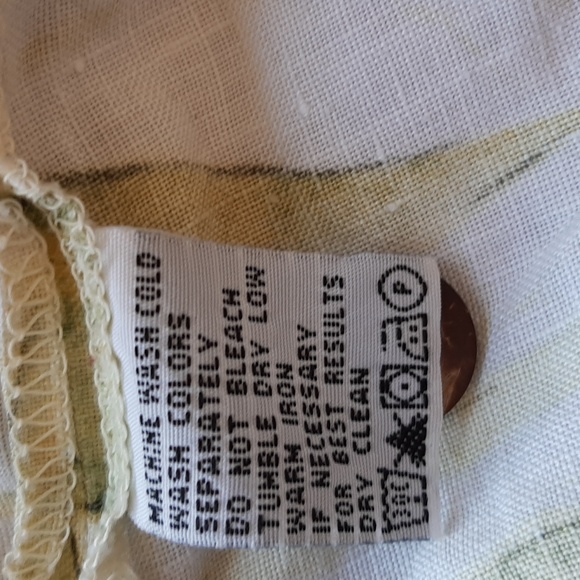 MACHINE WASH COLD
WASH COLORS
SEPARATELY
DO NOT BLEACH
TUMBLE DRY LOW
WARM IRON
IF NECESSARY
FOR BEST RESULTS
DRY CLEAN
P